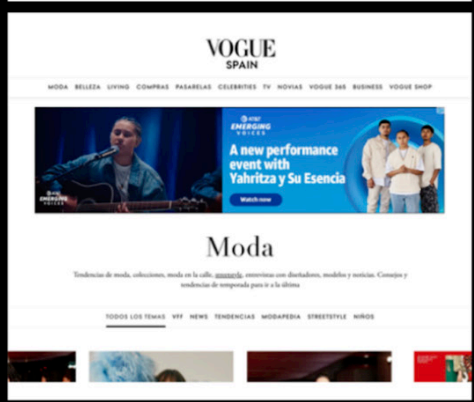 VOGUE
SPAIN
MODA BELLEZA LIVING COMPRAS PASARELAS CELEBRITIES TV NOVIAS VOGUE 365 BUSINESS VOGUE SHOP
AT&T
EMERGING
VOICES
A new performance
event with
Yahritza y Su Esencia
Watch now
AT&T
EMERGING
VOICES
Moda
Tendencias de moda, colecciones, moda en la calle, streetstyle, entrevistas con diseñadores, modelos y noticias. Consejos y
tendencias de temporada para ir a la última
TODOS LOS TEMAS VFF NEWS TENDENCIAS MODAPEDIA STREETSTYLE NIÑOS